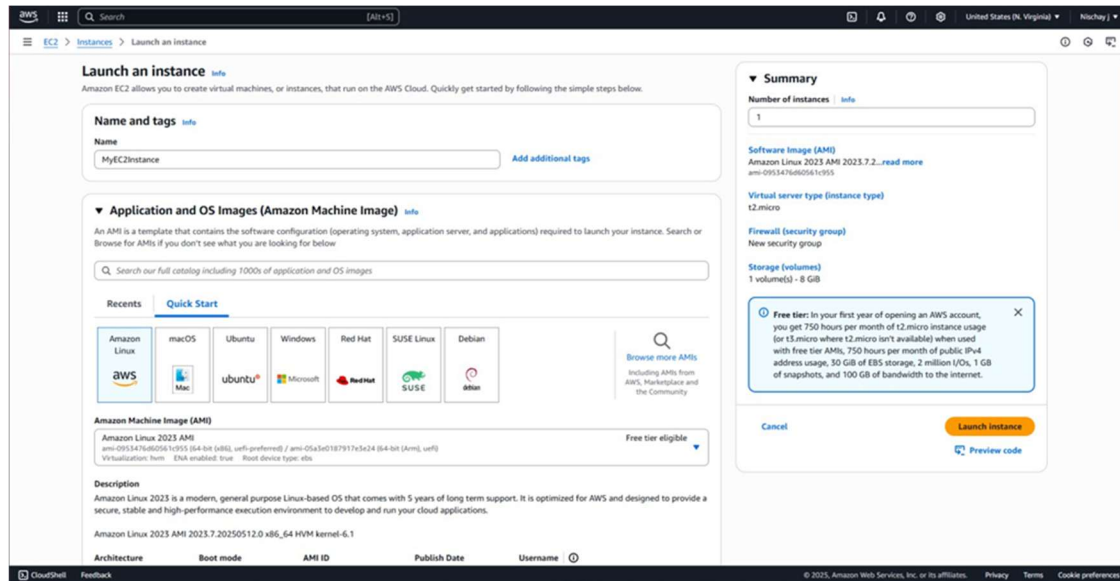 aws
Search [Alt+S]
United States (N. Virginia) ▼ Nischay j ▼
EC2 > Instances > Launch an instance
Launch an instance Info
Amazon EC2 allows you to create virtual machines, or instances, that run on the AWS Cloud. Quickly get started by following the simple steps below.
Name and tags Info
Name
MyEC2Instance
Add additional tags
▼ Application and OS Images (Amazon Machine Image) Info
An AMI is a template that contains the software configuration (operating system, application server, and applications) required to launch your instance. Search or
Browse for AMIs if you don't see what you are looking for below
Search our full catalog including 1000s of application and OS images
Recents Quick Start
Amazon Linux
aws
macOS
Mac
Ubuntu
ubuntu®
Windows
Microsoft
Red Hat
Red Hat
SUSE Linux
SUSE
Debian
debian
Browse more AMIs
Including AMIs from
AWS, Marketplace and
the Community
Amazon Machine Image (AMI)
Amazon Linux 2023 AMI
Free tier eligible
ami-0953476d60561c955 (64-bit (x86), uefi-preferred) / ami-05a3e0187917e3e24 (64-bit (Arm), uefi)
Virtualization: hvm ENA enabled: true Root device type: ebs
Description
Amazon Linux 2023 is a modern, general purpose Linux-based OS that comes with 5 years of long term support. It is optimized for AWS and designed to provide a
secure, stable and high-performance execution environment to develop and run your cloud applications.
Amazon Linux 2023 AMI 2023.7.20250512.0 x86_64 HVM kernel-6.1
Architecture Boot mode AMI ID Publish Date Username
▼ Summary
Number of instances Info
1
Software Image (AMI)
Amazon Linux 2023 AMI 2023.7.2...read more
ami-0953476d60561c955
Virtual server type (instance type)
t2.micro
Firewall (security group)
New security group
Storage (volumes)
1 volume(s) - 8 GiB
Free tier: In your first year of opening an AWS account,
you get 750 hours per month of t2.micro instance usage
(or t3.micro where t2.micro isn't available) when used
with free tier AMIs, 750 hours per month of public IPv4
address usage, 30 GiB of EBS storage, 2 million I/Os, 1 GB
of snapshots, and 100 GB of bandwidth to the internet.
Cancel
Launch instance
Preview code
CloudShell Feedback
© 2025, Amazon Web Services, Inc. or its affiliates. Privacy Terms Cookie preferences